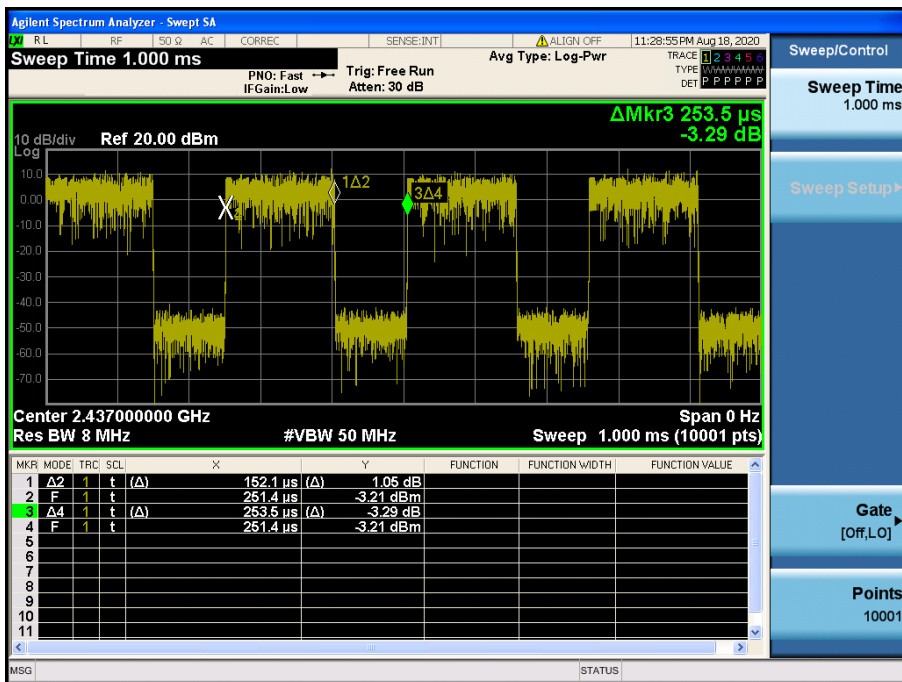 Agilent Spectrum Analyzer - Swept SA
LXI RL RF 50 Ω AC CORREC SENSE:INT ALIGN OFF 11:28:55 PM Aug 18, 2020
Sweep Time 1.000 ms
PNO: Fast
IFGain:Low
Trig: Free Run
Atten: 30 dB
Avg Type: Log-Pwr
TRACE 1 2 3 4 5 6
TYPE
DET P P P P P P
ΔMkr3 253.5 µs
-3.29 dB
10 dB/div Ref 20.00 dBm
Log
10.0
0.00
-10.0
-20.0
-30.0
-40.0
-50.0
-60.0
-70.0
1Δ2
3Δ4
Center 2.437000000 GHz Span 0 Hz
Res BW 8 MHz #VBW 50 MHz Sweep 1.000 ms (10001 pts)
MKR MODE TRC SCL X Y FUNCTION FUNCTION WIDTH FUNCTION VALUE
1 Δ2 1 t (Δ) 152.1 µs (Δ) 1.05 dB
2 F 1 t 251.4 µs -3.21 dBm
3 Δ4 1 t (Δ) 253.5 µs (Δ) -3.29 dB
4 F 1 t 251.4 µs -3.21 dBm
5
6
7
8
9
10
11
MSG STATUS
Sweep/Control
Sweep Time
1.000 ms
Sweep Setup
Gate
[Off,LO]
Points
10001